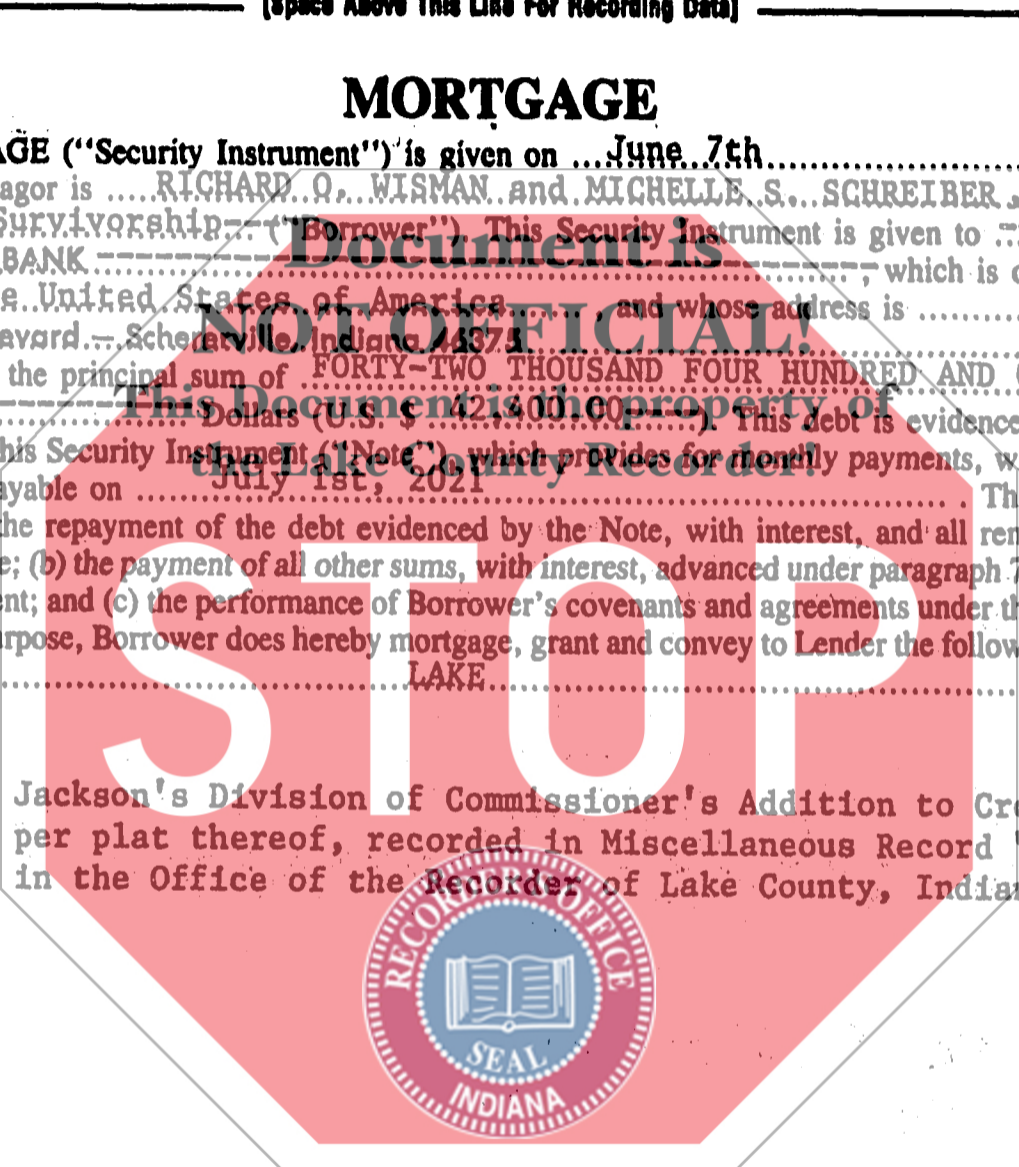 [Space Above This Line For Recording Data]
MORTGAGE
AGE ("Security Instrument") is given on ... June 7th
agor is ..... RICHARD O. WISMAN and MICHELLE S. SCHREIBER
Survivorship-- ("Borrower"). This Security Instrument is given to
Document is
BANK , which is
e United States of America , and whose address is
NOT OFFICIAL!
Schererville, Indiana 46375
the principal sum of FORTY-TWO THOUSAND FOUR HUNDRED AND
This Document is the property of
Dollars (U.S. $ 42,400.00----). This debt is evidence
his Security Instrument ("Note"), which provides for monthly payments, w
the Lake County Recorder!
ayable on July 1st, 2021 . Th
the repayment of the debt evidenced by the Note, with interest, and all ren
e; (b) the payment of all other sums, with interest, advanced under paragraph 7
nt; and (c) the performance of Borrower's covenants and agreements under th
rpose, Borrower does hereby mortgage, grant and convey to Lender the follow
LAKE
STOP
Jackson's Division of Commissioner's Addition to Cr
per plat thereof, recorded in Miscellaneous Record
in the Office of the Recorder of Lake County, Indian
RECORDER'S OFFICE
SEAL
INDIANA